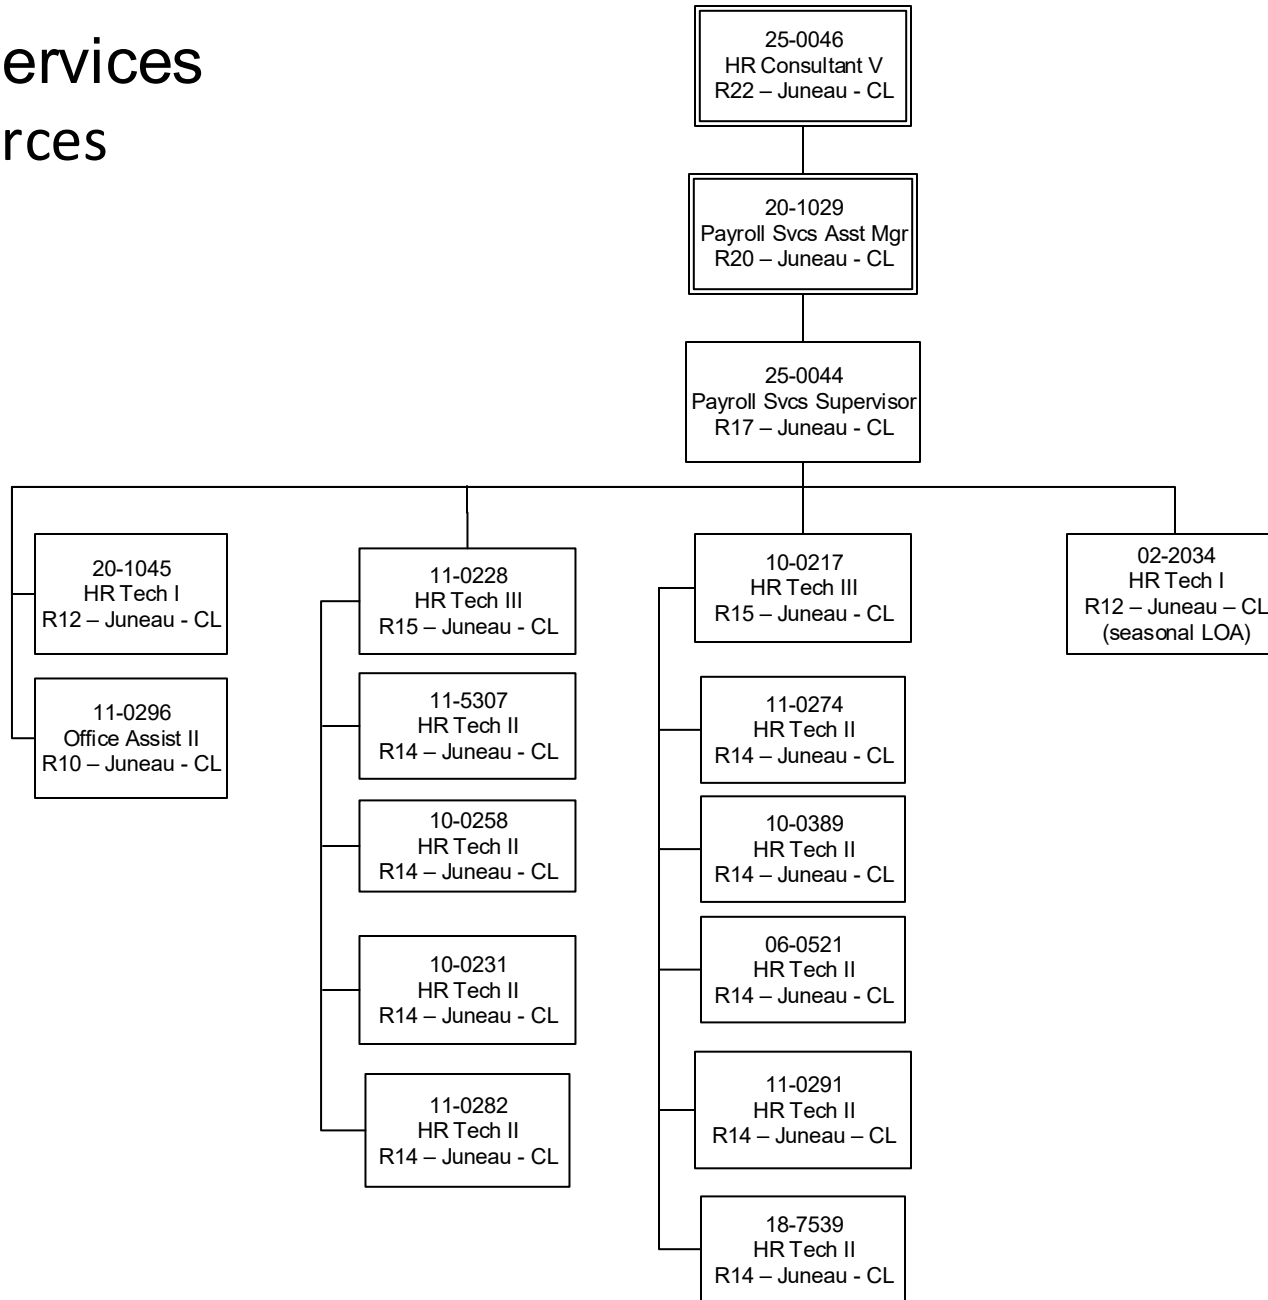 ervices
rces
25-0046
HR Consultant V
R22 – Juneau - CL
20-1029
Payroll Svcs Asst Mgr
R20 – Juneau - CL
25-0044
Payroll Svcs Supervisor
R17 – Juneau - CL
20-1045
HR Tech I
R12 – Juneau - CL
11-0296
Office Assist II
R10 – Juneau - CL
11-0228
HR Tech III
R15 – Juneau - CL
11-5307
HR Tech II
R14 – Juneau - CL
10-0258
HR Tech II
R14 – Juneau - CL
10-0231
HR Tech II
R14 – Juneau - CL
11-0282
HR Tech II
R14 – Juneau - CL
10-0217
HR Tech III
R15 – Juneau - CL
11-0274
HR Tech II
R14 – Juneau - CL
10-0389
HR Tech II
R14 – Juneau - CL
06-0521
HR Tech II
R14 – Juneau - CL
11-0291
HR Tech II
R14 – Juneau – CL
18-7539
HR Tech II
R14 – Juneau - CL
02-2034
HR Tech I
R12 – Juneau – CL
(seasonal LOA)